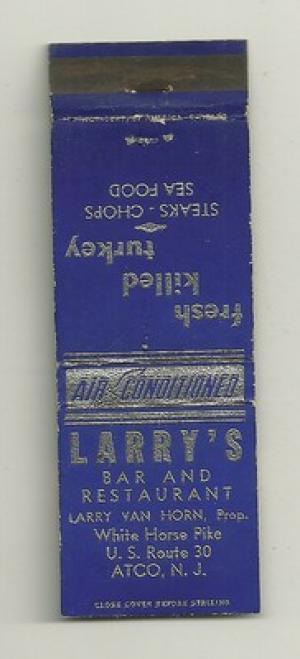 AIR-CONDITIONED
LARRY'S
BAR AND
RESTAURANT
LARRY VAN HORN, Prop.
White Horse Pike
U. S. Route 30
ATCO, N. J.
CLOSE COVER BEFORE STRIKING
fresh
killed
turkey
STEAKS - CHOPS
SEA FOOD